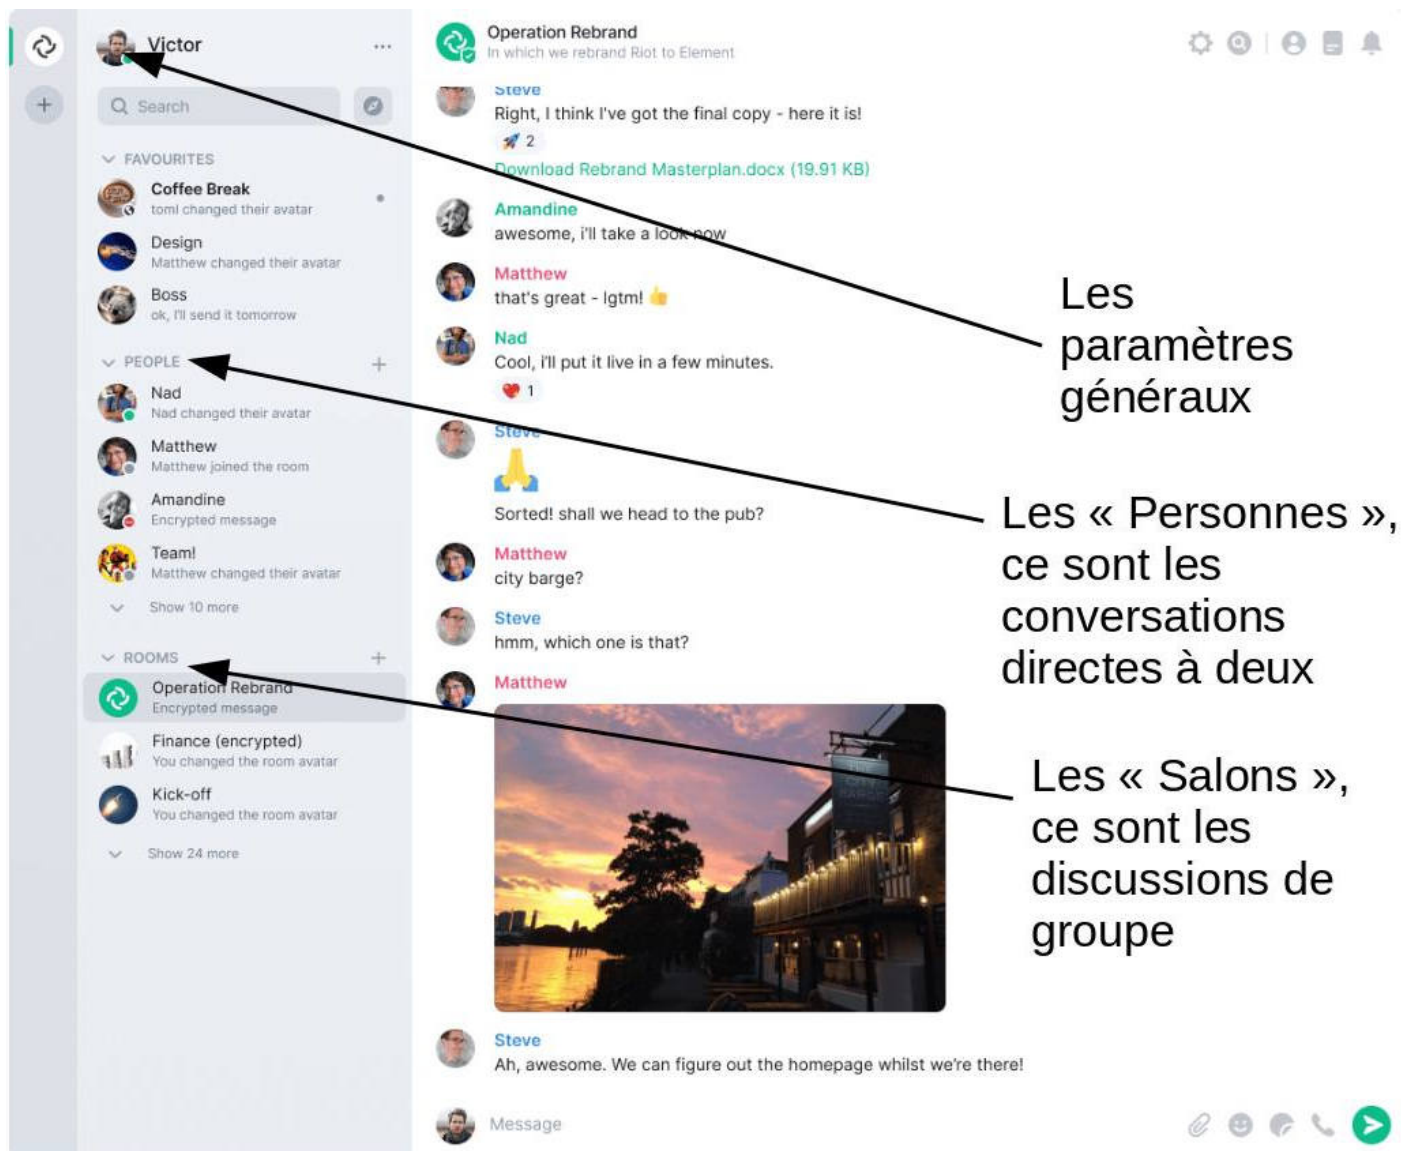 Victor
Search
FAVOURITES
Coffee Break
toml changed their avatar
Design
Matthew changed their avatar
Boss
ok, I'll send it tomorrow
PEOPLE
Nad
Nad changed their avatar
Matthew
Matthew joined the room
Amandine
Encrypted message
Team!
Matthew changed their avatar
Show 10 more
ROOMS
Operation Rebrand
Encrypted message
Finance (encrypted)
You changed the room avatar
Kick-off
You changed the room avatar
Show 24 more
Operation Rebrand
In which we rebrand Riot to Element
Steve
Right, I think I've got the final copy - here it is!
2
Download Rebrand Masterplan.docx (19.91 KB)
Amandine
awesome, i'll take a look now
Matthew
that's great - lgtm! 👍
Nad
Cool, i'll put it live in a few minutes.
1
Steve
Sorted! shall we head to the pub?
Matthew
city barge?
Steve
hmm, which one is that?
Matthew
Steve
Ah, awesome. We can figure out the homepage whilst we're there!
Message
Les
paramètres
généraux
Les « Personnes »,
ce sont les
conversations
directes à deux
Les « Salons »,
ce sont les
discussions de
groupe